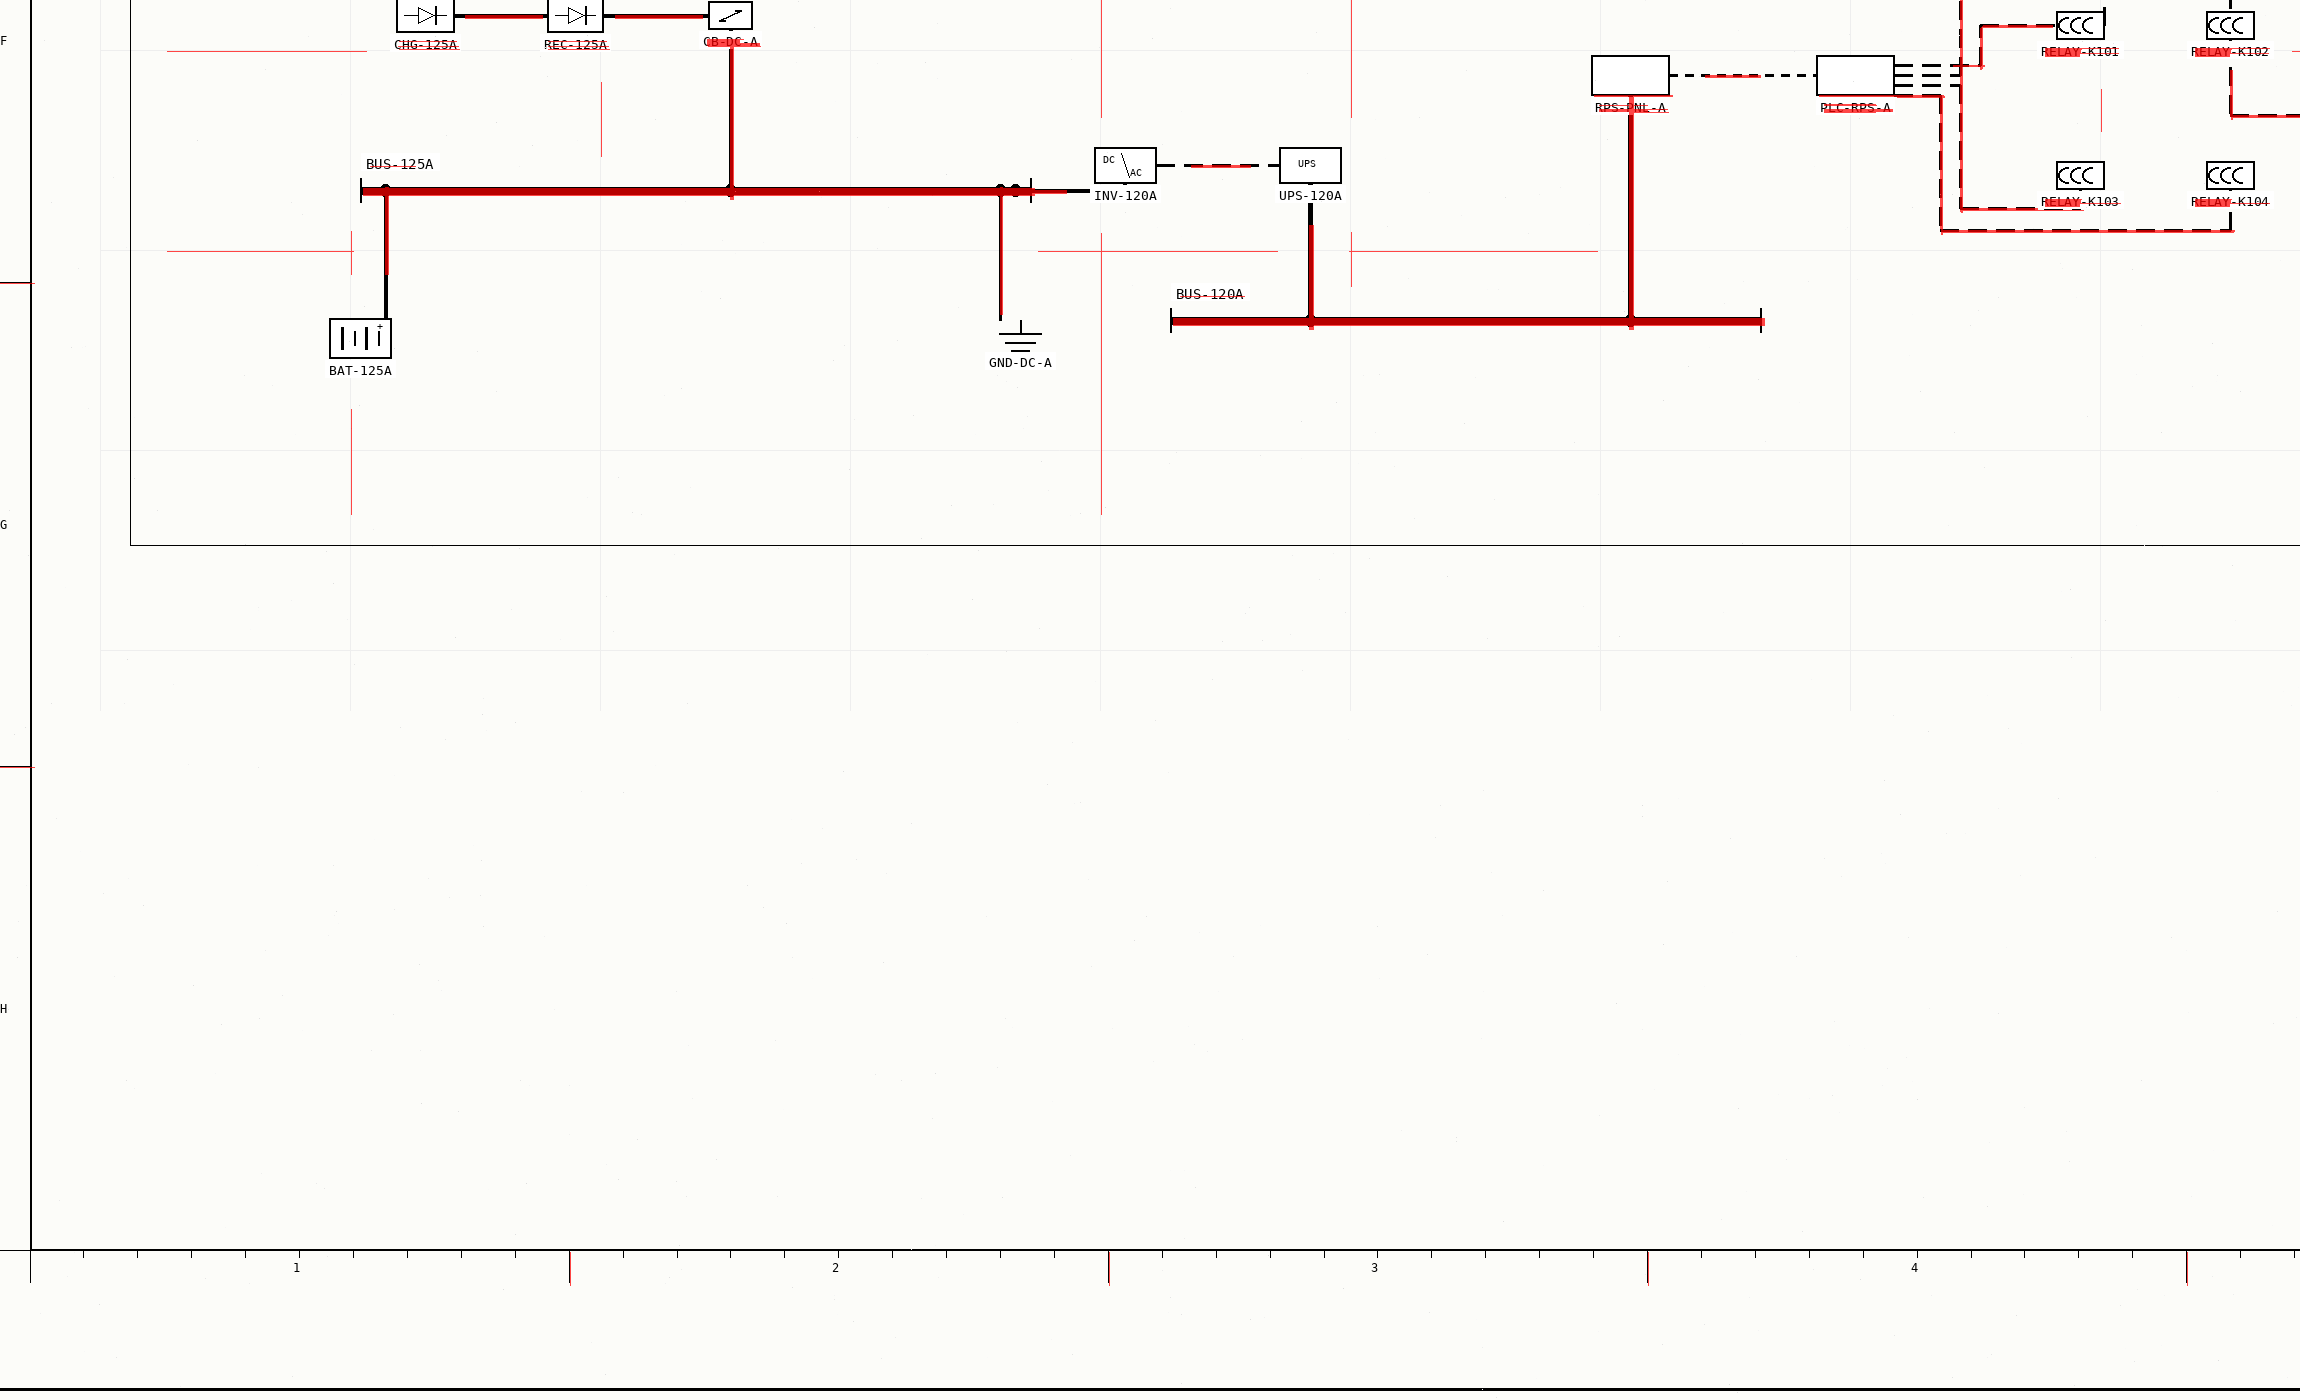 F
CHG-125A
REC-125A
CB-DC-A
RELAY-K101
RELAY-K102
RPS-PNL-A
PLC-RPS-A
BUS-125A
DC
AC
UPS
INV-120A
UPS-120A
RELAY-K103
RELAY-K104
BUS-120A
+
BAT-125A
GND-DC-A
G
H
1
2
3
4